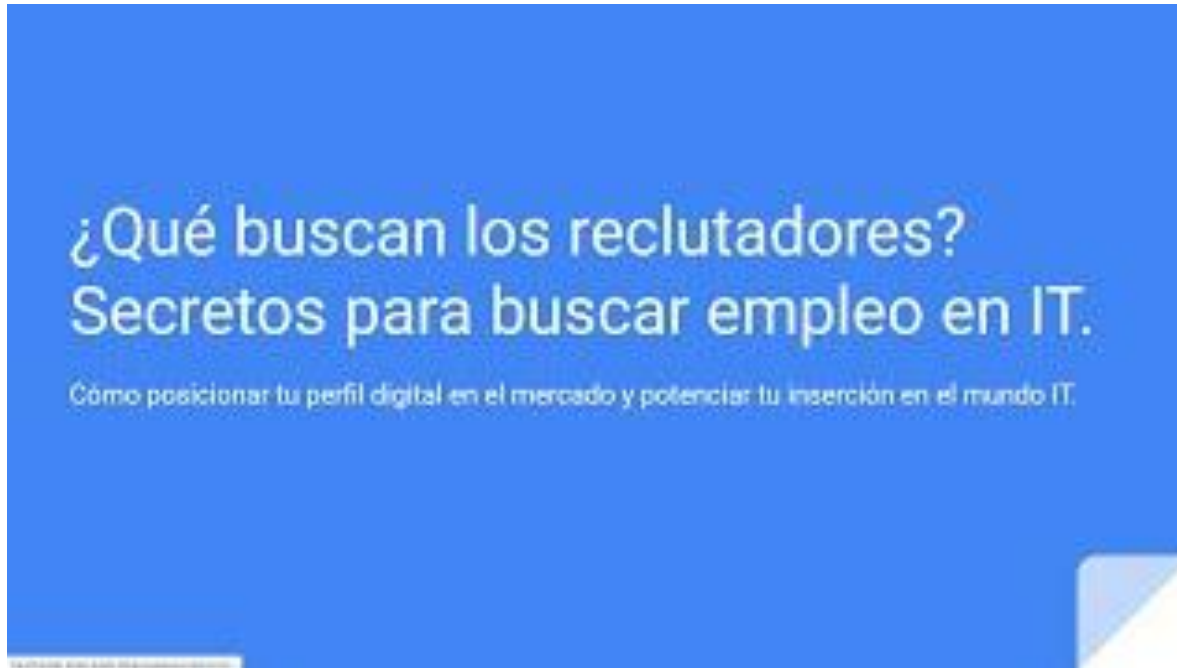 ¿Qué buscan los reclutadores?
Secretos para buscar empleo en IT.
Cómo posicionar tu perfil digital en el mercado y potenciar tu inserción en el mundo IT.